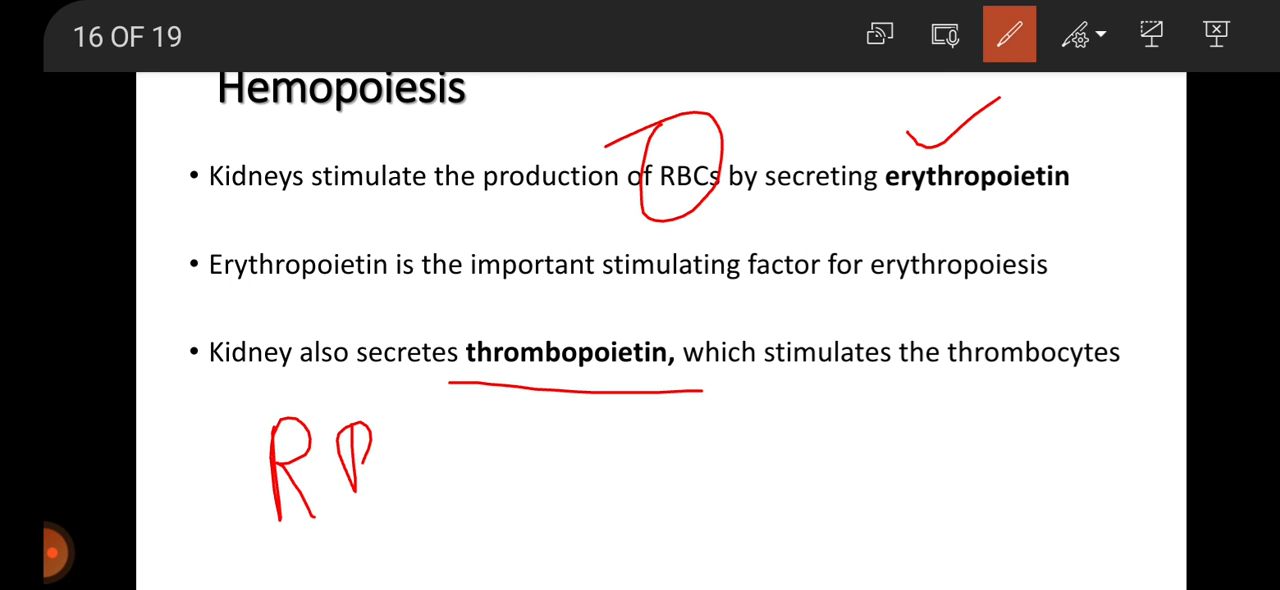 16 OF 19
Hemopoiesis
• Kidneys stimulate the production of RBCs by secreting erythropoietin
• Erythropoietin is the important stimulating factor for erythropoiesis
• Kidney also secretes thrombopoietin, which stimulates the thrombocytes
R